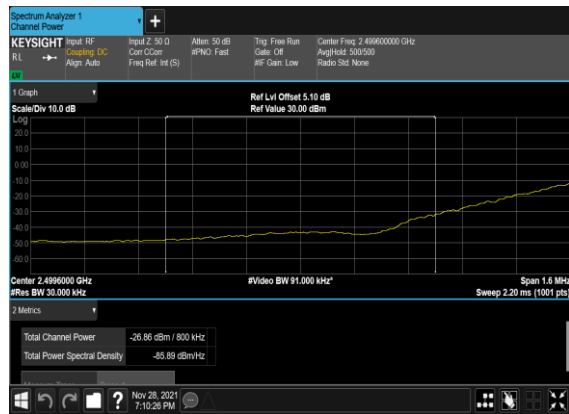 Spectrum Analyzer 1
Channel Power
KEYSIGHT
RL
LXI
Input: RF
Coupling: DC
Align: Auto
Input Z: 50 Ω
Corr CCorr
Freq Ref: Int (S)
Atten: 50 dB
#PNO: Fast
Trig: Free Run
Gate: Off
#IF Gain: Low
Center Freq: 2.499600000 GHz
Avg|Hold: 500/500
Radio Std: None
1 Graph
Scale/Div 10.0 dB
Ref Lvl Offset 5.10 dB
Ref Value 30.00 dBm
Log
20.0
10.0
0.00
-10.0
-20.0
-30.0
-40.0
-50.0
-60.0
Center 2.4996000 GHz
#Res BW 30.000 kHz
#Video BW 91.000 kHz*
Span 1.6 MHz
Sweep 2.20 ms (1001 pts)
2 Metrics
Total Channel Power -26.86 dBm / 800 kHz
Total Power Spectral Density -85.89 dBm/Hz
Nov 28, 2021
7:10:26 PM